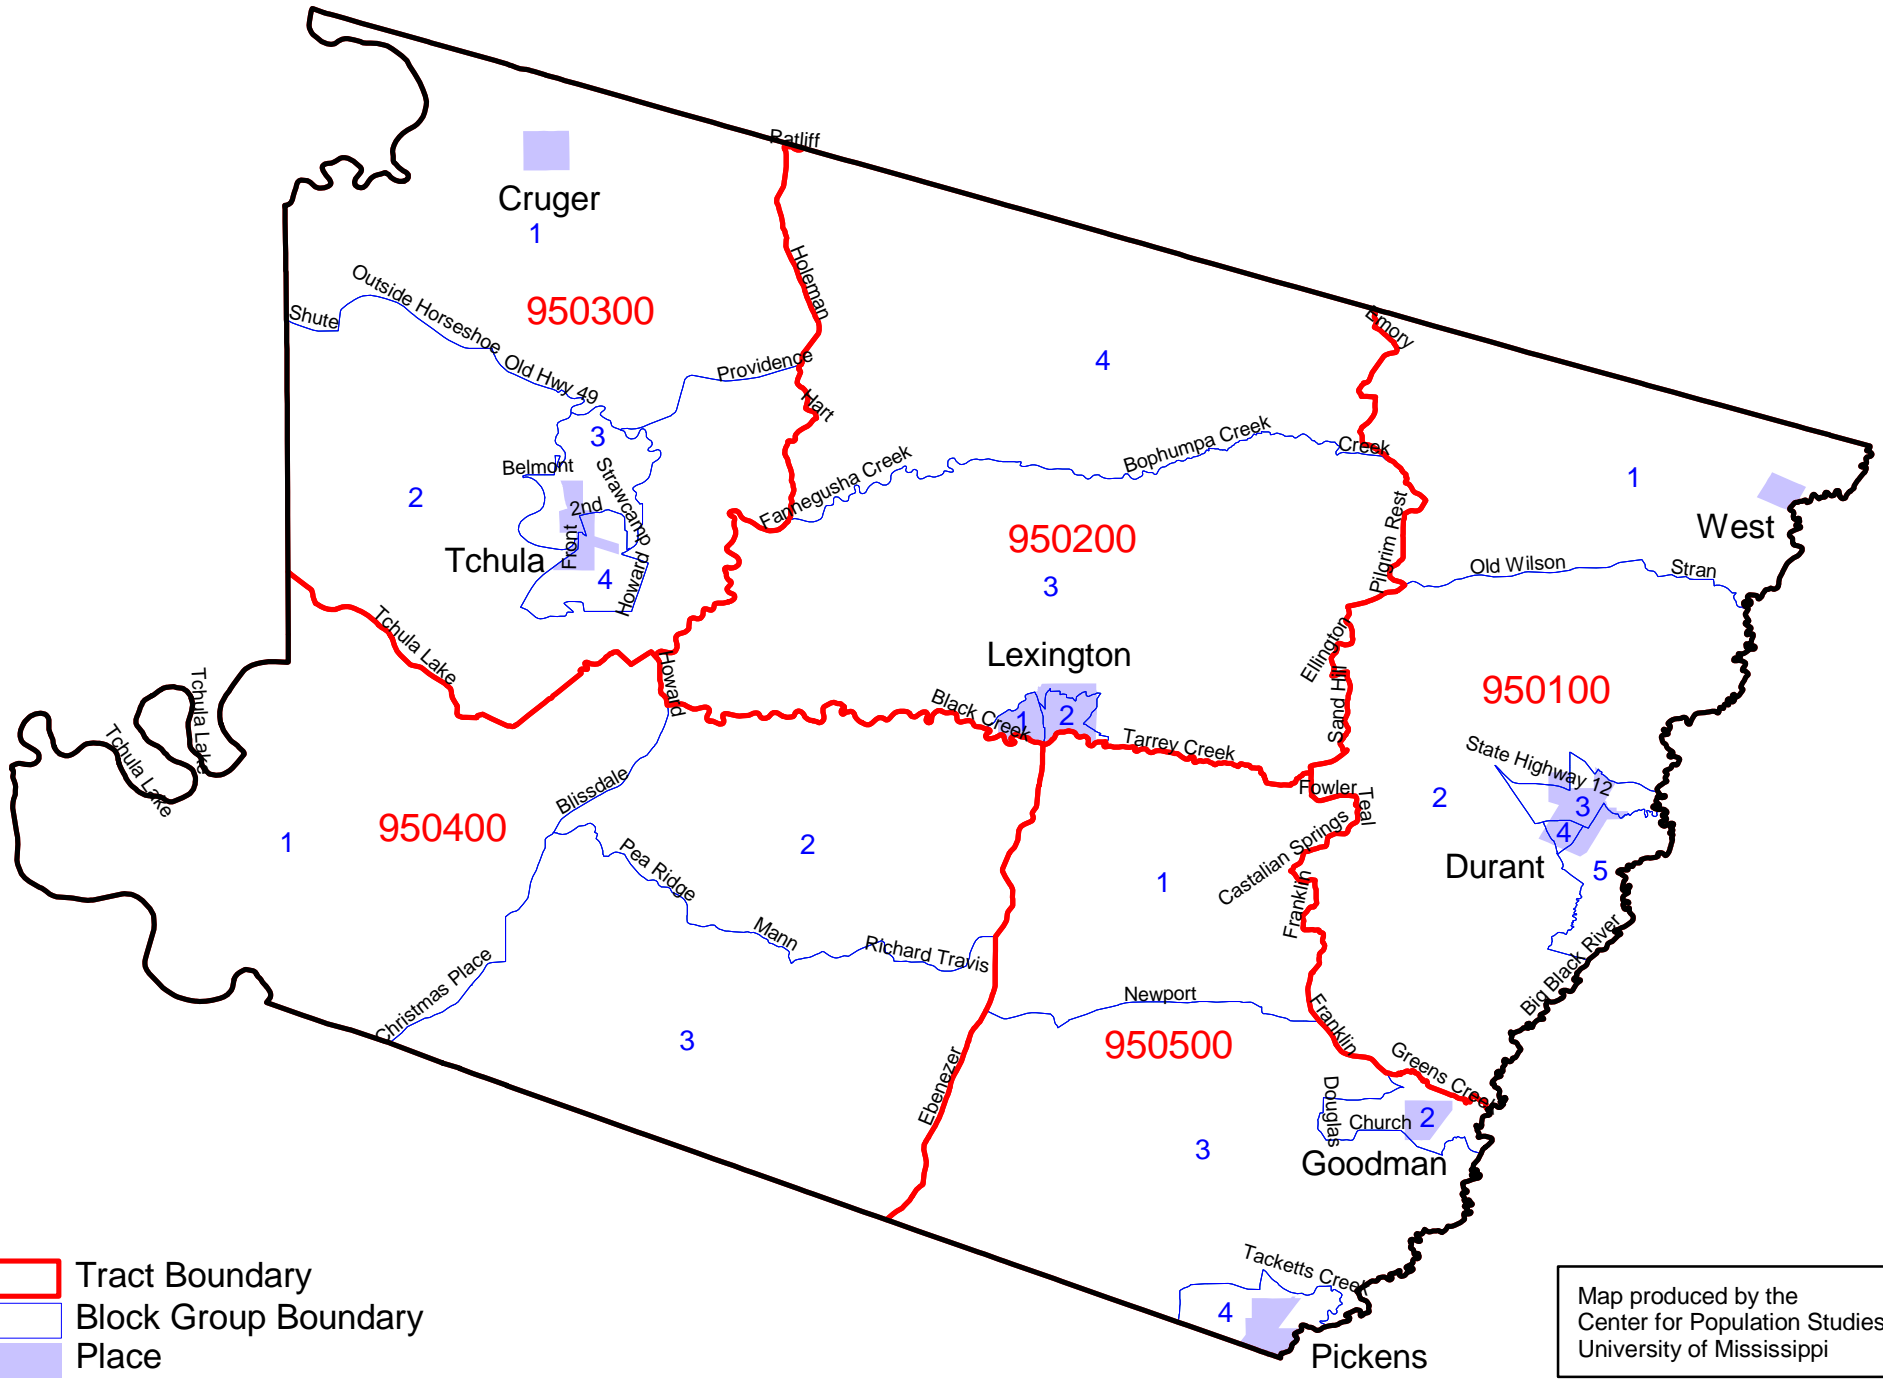 Ratliff
Cruger
1
Holeman
Outside Horseshoe
950300
Shute
Emory
Providence
4
Old Hwy 49
Hart
3
Bophumpa Creek
Creek
Belmont
Strawcamp
Fannegusha Creek
1
2
2nd
Pilgrim Rest
West
950200
Front
Tchula
4
Howard
3
Old Wilson
Stran
Tchula Lake
Ellington
Lexington
Howard
Sand Hill
950100
Tchula Lake
Black Creek
1
2
Tarrey Creek
Tchula Lake
State Highway 12
Blissdale
Fowler
Teal
2
3
950400
1
2
Castalian Springs
4
Durant
5
Pea Ridge
1
Franklin
Mann
Richard Travis
Big Black River
Christmas Place
Newport
Franklin
3
950500
Ebenezer
Greens Creek
Douglas
Church
2
3
Goodman
Tacketts Creek
4
Pickens
Tract Boundary
Block Group Boundary
Place
Map produced by the
Center for Population Studies
University of Mississippi